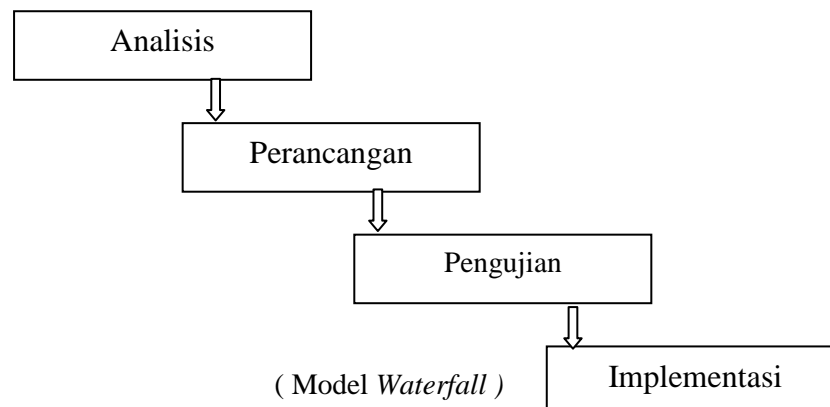 Analisis
Perancangan
Pengujian
Implementasi
( Model Waterfall )